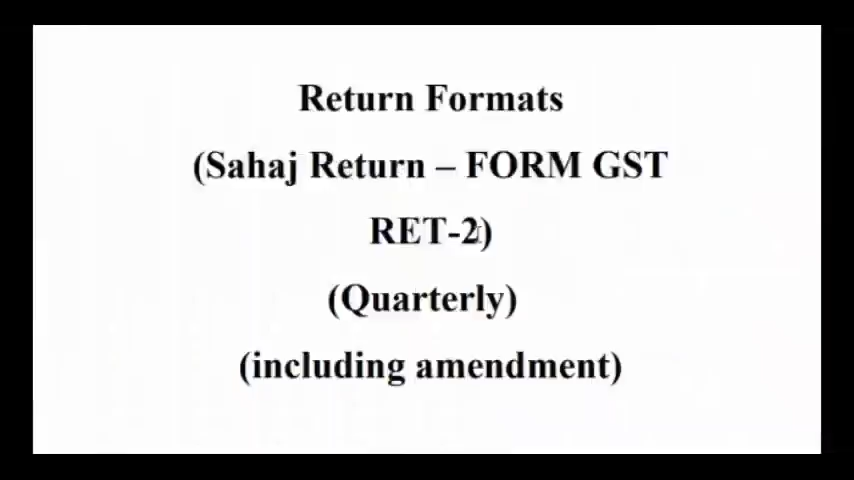 Return Formats
(Sahaj Return – FORM GST
RET-2)
(Quarterly)
(including amendment)